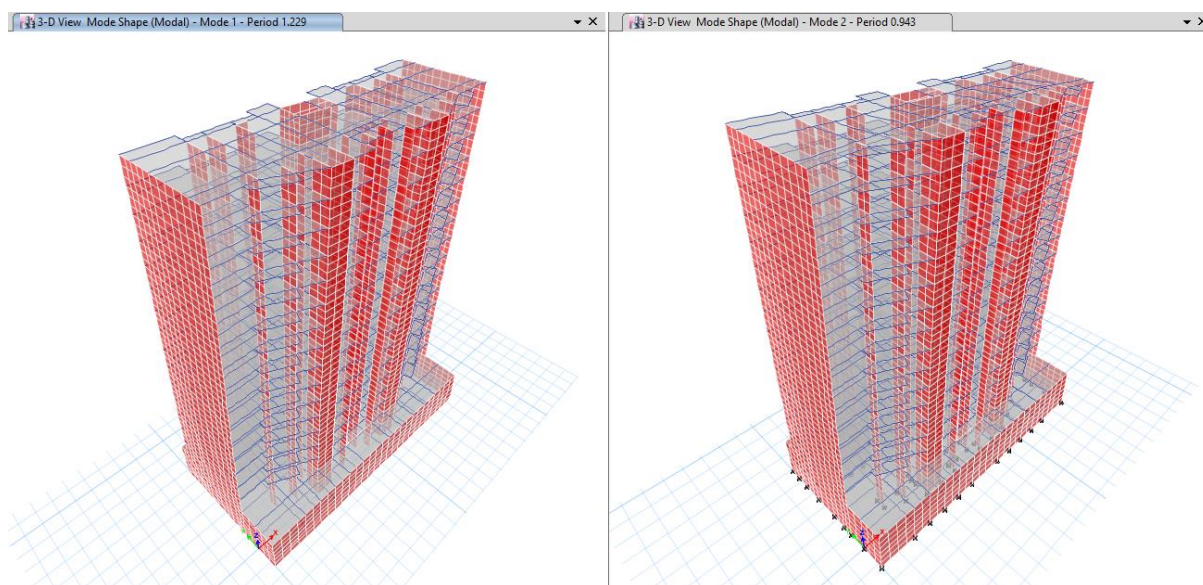 3-D View Mode Shape (Modal) - Mode 1 - Period 1.229
3-D View Mode Shape (Modal) - Mode 2 - Period 0.943